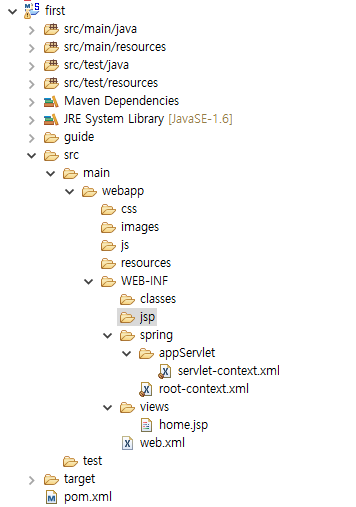 first
src/main/java
src/main/resources
src/test/java
src/test/resources
Maven Dependencies
JRE System Library [JavaSE-1.6]
guide
src
main
webapp
css
images
js
resources
WEB-INF
classes
jsp
spring
appServlet
servlet-context.xml
root-context.xml
views
home.jsp
web.xml
test
target
pom.xml